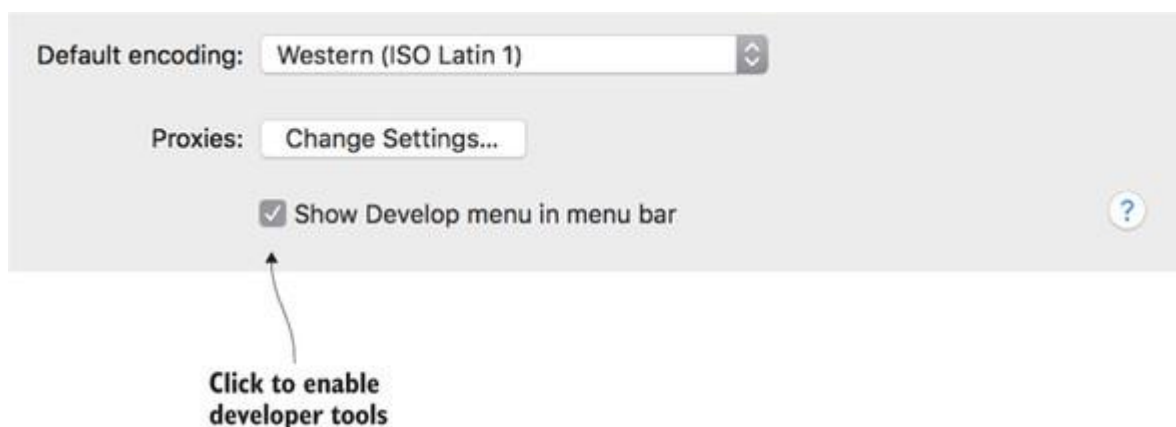 Default encoding: Western (ISO Latin 1)
Proxies: Change Settings...
Show Develop menu in menu bar
?
Click to enable
developer tools